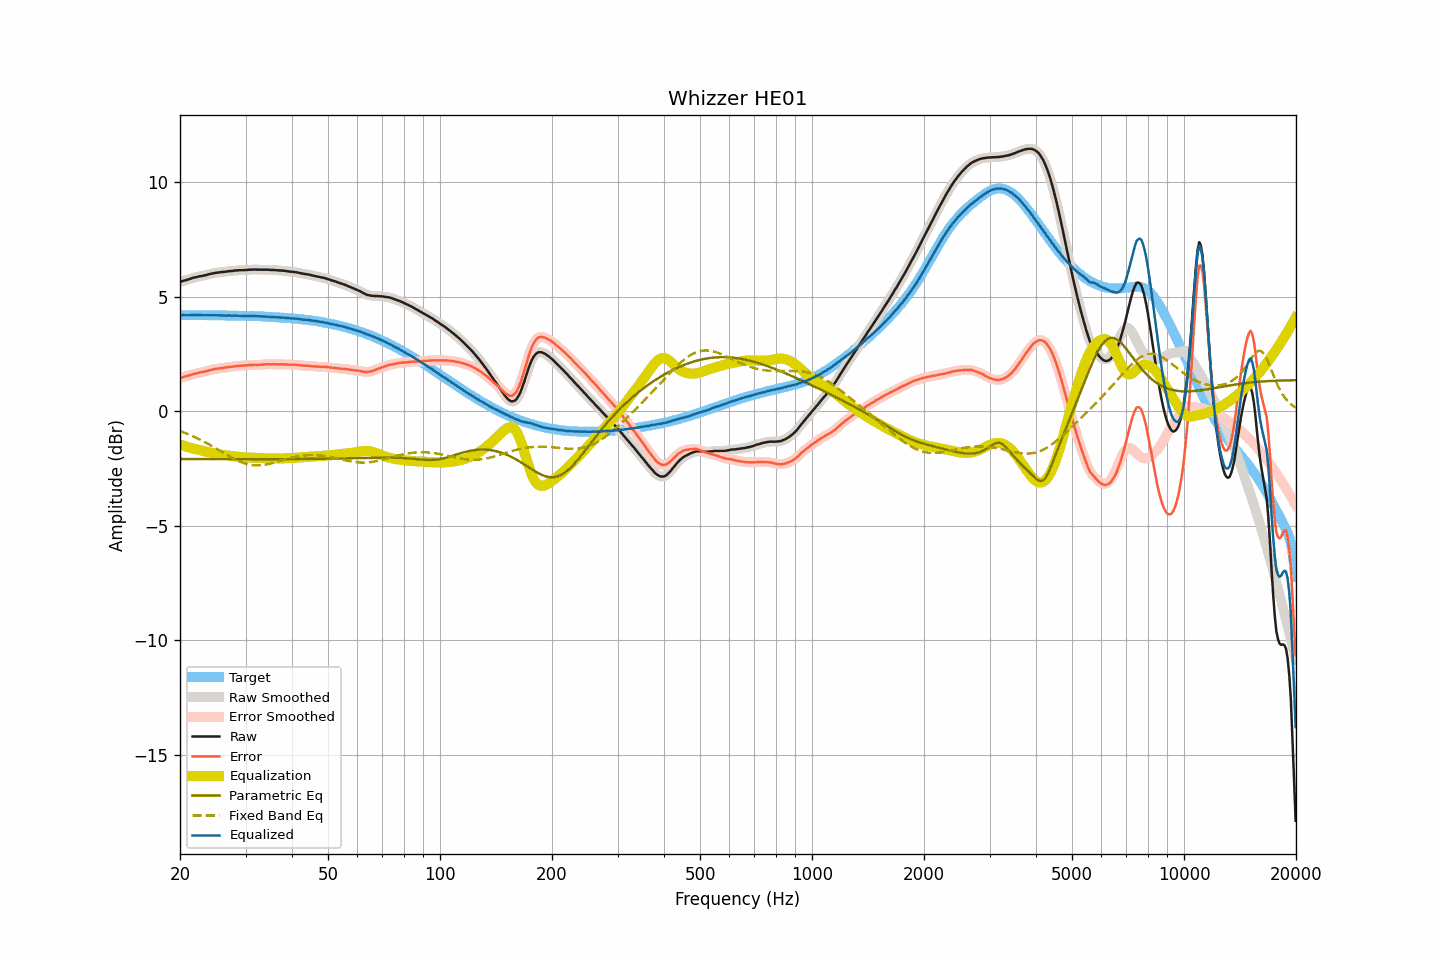 Whizzer HE01
10
5
0
−5
−10
−15
Amplitude (dBr)
Target
Raw Smoothed
Error Smoothed
Raw
Error
Equalization
Parametric Eq
Fixed Band Eq
Equalized
20 50 100 200 500 1000 2000 5000 10000 20000
Frequency (Hz)